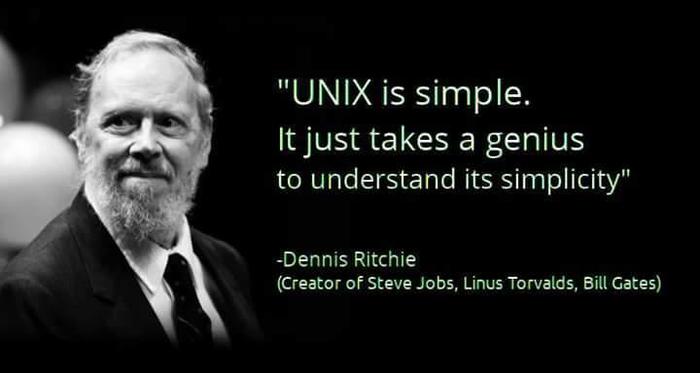 "UNIX is simple.
It just takes a genius
to understand its simplicity"
-Dennis Ritchie
(Creator of Steve Jobs, Linus Torvalds, Bill Gates)